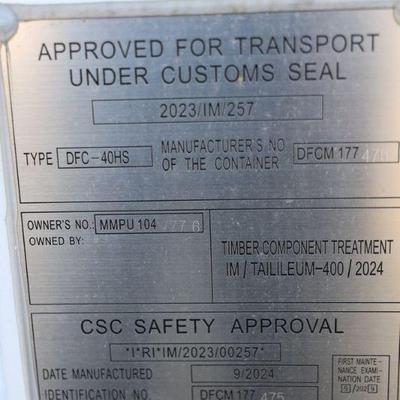 APPROVED FOR TRANSPORT
UNDER CUSTOMS SEAL
2023/IM/257
TYPE DFC-40HS MANUFACTURER'S NO OF THE CONTAINER DFCM 177
OWNER'S NO.: MMPU 104
OWNED BY:
TIMBER COMPONENT TREATMENT
IM / TAILILEUM-400 / 2024
CSC SAFETY APPROVAL
*I*RI*IM/2023/00257*
DATE MANUFACTURED 9/2024
IDENTIFICATION NO. DFCM 177 475
FIRST MAINTE-
NANCE EXAMI-
NATION DATE